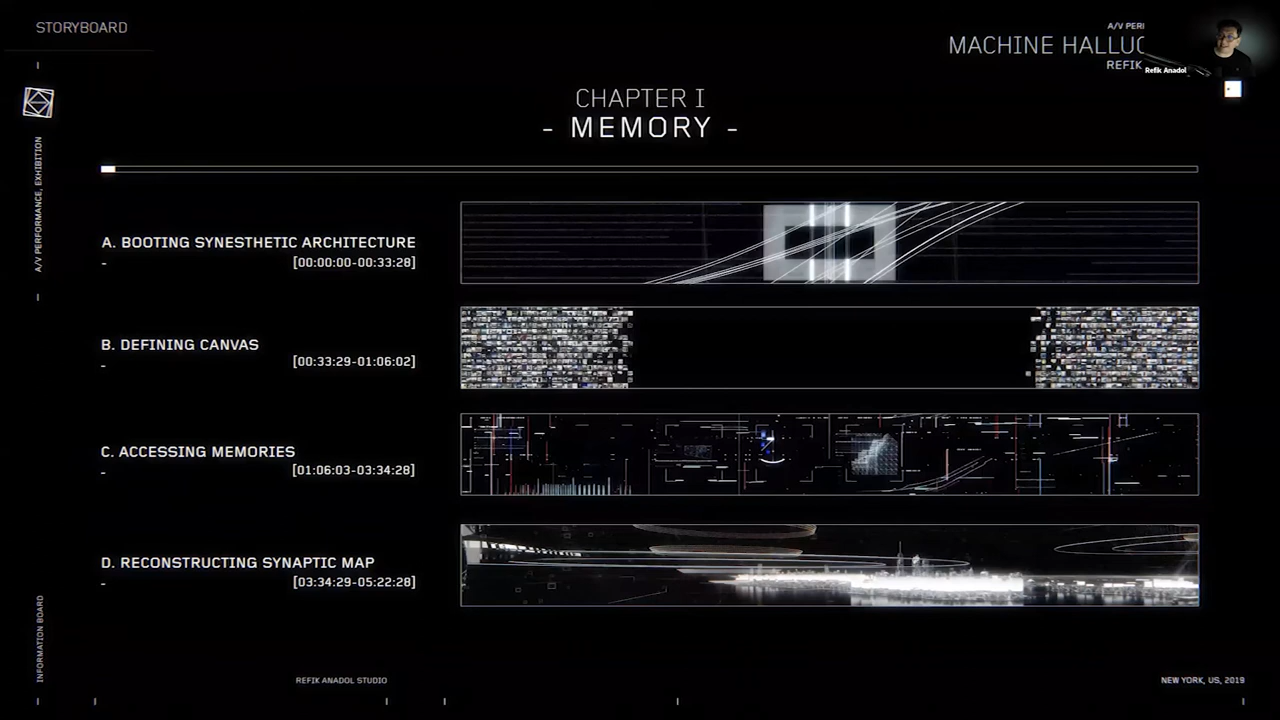 STORYBOARD
A/V PERF
MACHINE HALLUC
REFIK
Refik Anadol
CHAPTER I
- MEMORY -
A/V PERFORMANCE, EXHIBITION
A. BOOTING SYNESTHETIC ARCHITECTURE
- [00:00:00-00:33:28]
B. DEFINING CANVAS
- [00:33:29-01:06:02]
C. ACCESSING MEMORIES
- [01:06:03-03:34:28]
D. RECONSTRUCTING SYNAPTIC MAP
- [03:34:29-05:22:28]
INFORMATION BOARD
REFIK ANADOL STUDIO
NEW YORK, US, 2019